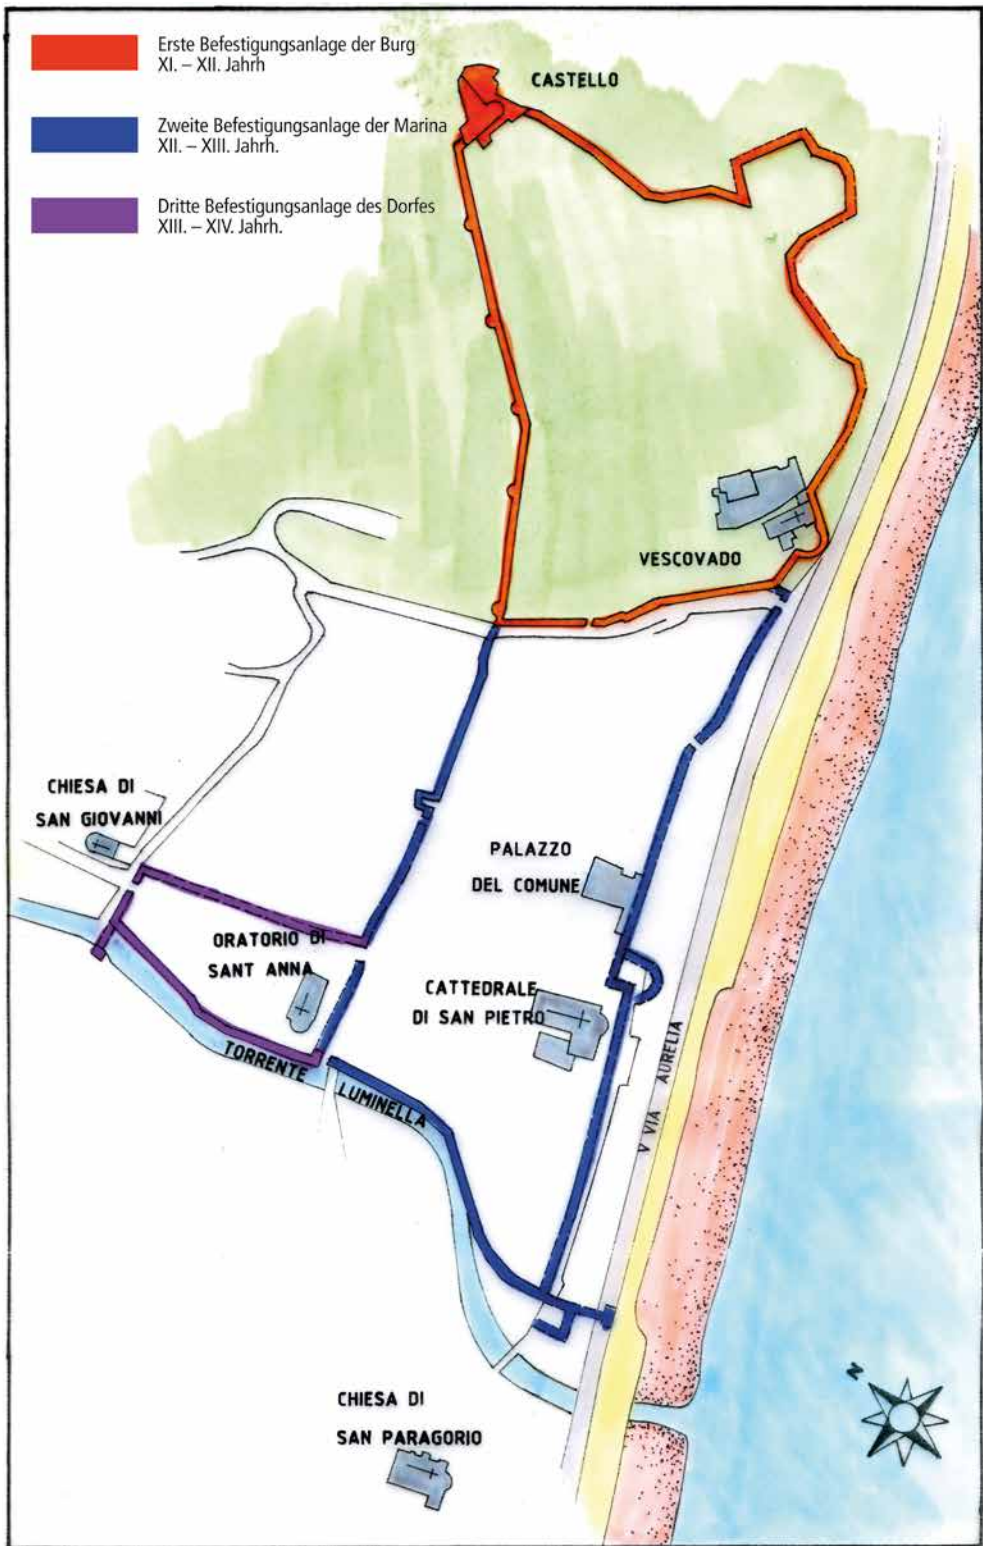 Erste Befestigungsanlage der Burg
XI. – XII. Jahrh
Zweite Befestigungsanlage der Marina
XII. – XIII. Jahrh.
Dritte Befestigungsanlage des Dorfes
XIII. – XIV. Jahrh.
CASTELLO
VESCOVADO
CHIESA DI
SAN GIOVANNI
PALAZZO
DEL COMUNE
ORATORIO DI
SANT ANNA
CATTEDRALE
DI SAN PIETRO
TORRENTE LUMINELLA
V VIA AURELIA
CHIESA DI
SAN PARAGORIO
N